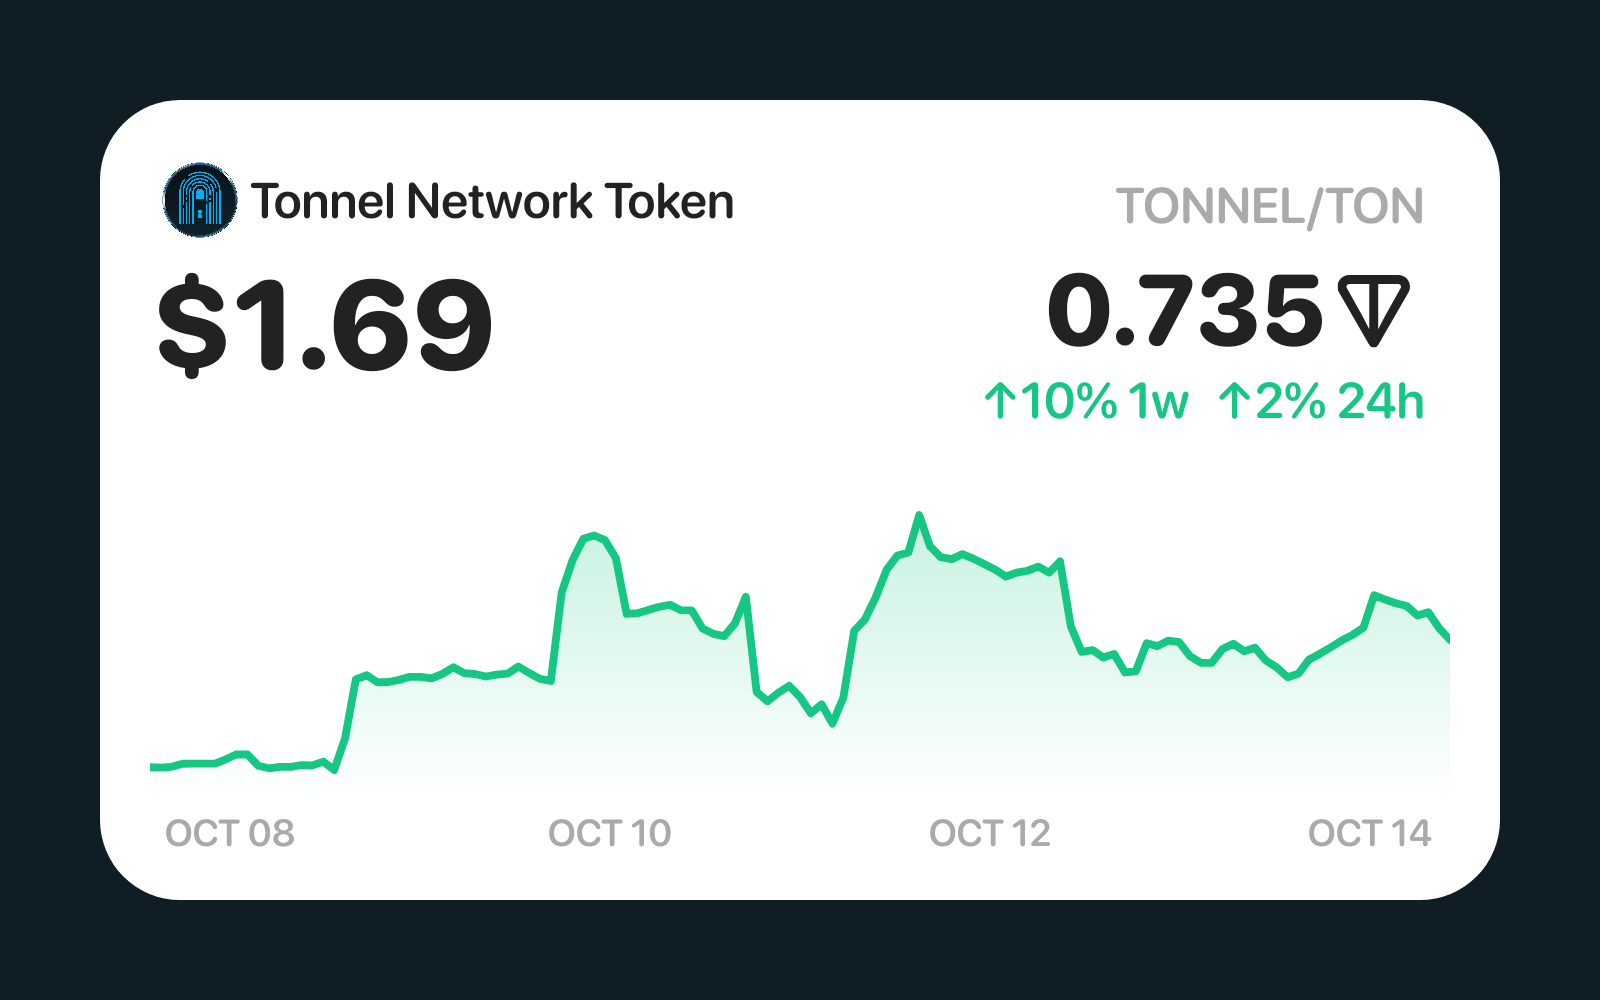 Tonnel Network Token
TONNEL/TON
$1.69
0.735
↑10% 1w ↑2% 24h
OCT 08 OCT 10 OCT 12 OCT 14